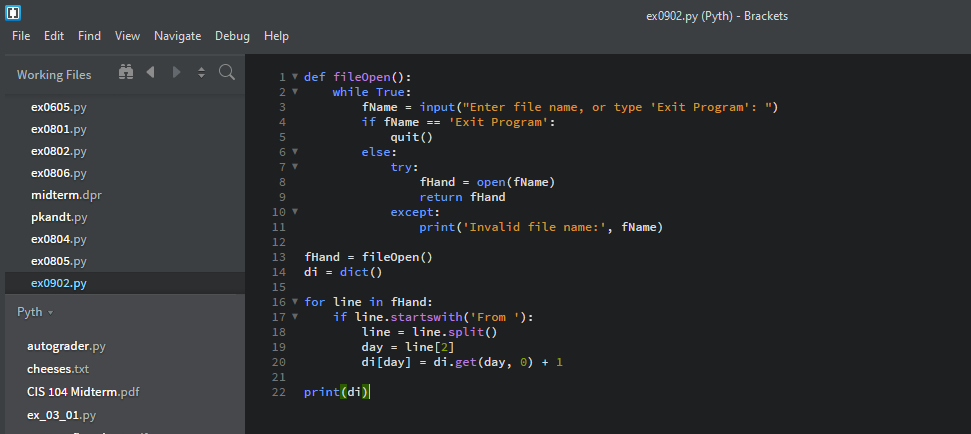 ex0902.py (Pyth) - Brackets
File Edit Find View Navigate Debug Help
Working Files
ex0605.py
ex0801.py
ex0802.py
ex0806.py
midterm.dpr
pkandt.py
ex0804.py
ex0805.py
ex0902.py
Pyth
autograder.py
cheeses.txt
CIS 104 Midterm.pdf
ex_03_01.py
1 def fileOpen():
2     while True:
3         fName = input("Enter file name, or type 'Exit Program': ")
4         if fName == 'Exit Program':
5             quit()
6         else:
7             try:
8                 fHand = open(fName)
9                 return fHand
10             except:
11                 print('Invalid file name:', fName)
12
13 fHand = fileOpen()
14 di = dict()
15
16 for line in fHand:
17     if line.startswith('From '):
18         line = line.split()
19         day = line[2]
20         di[day] = di.get(day, 0) + 1
21
22 print(di)